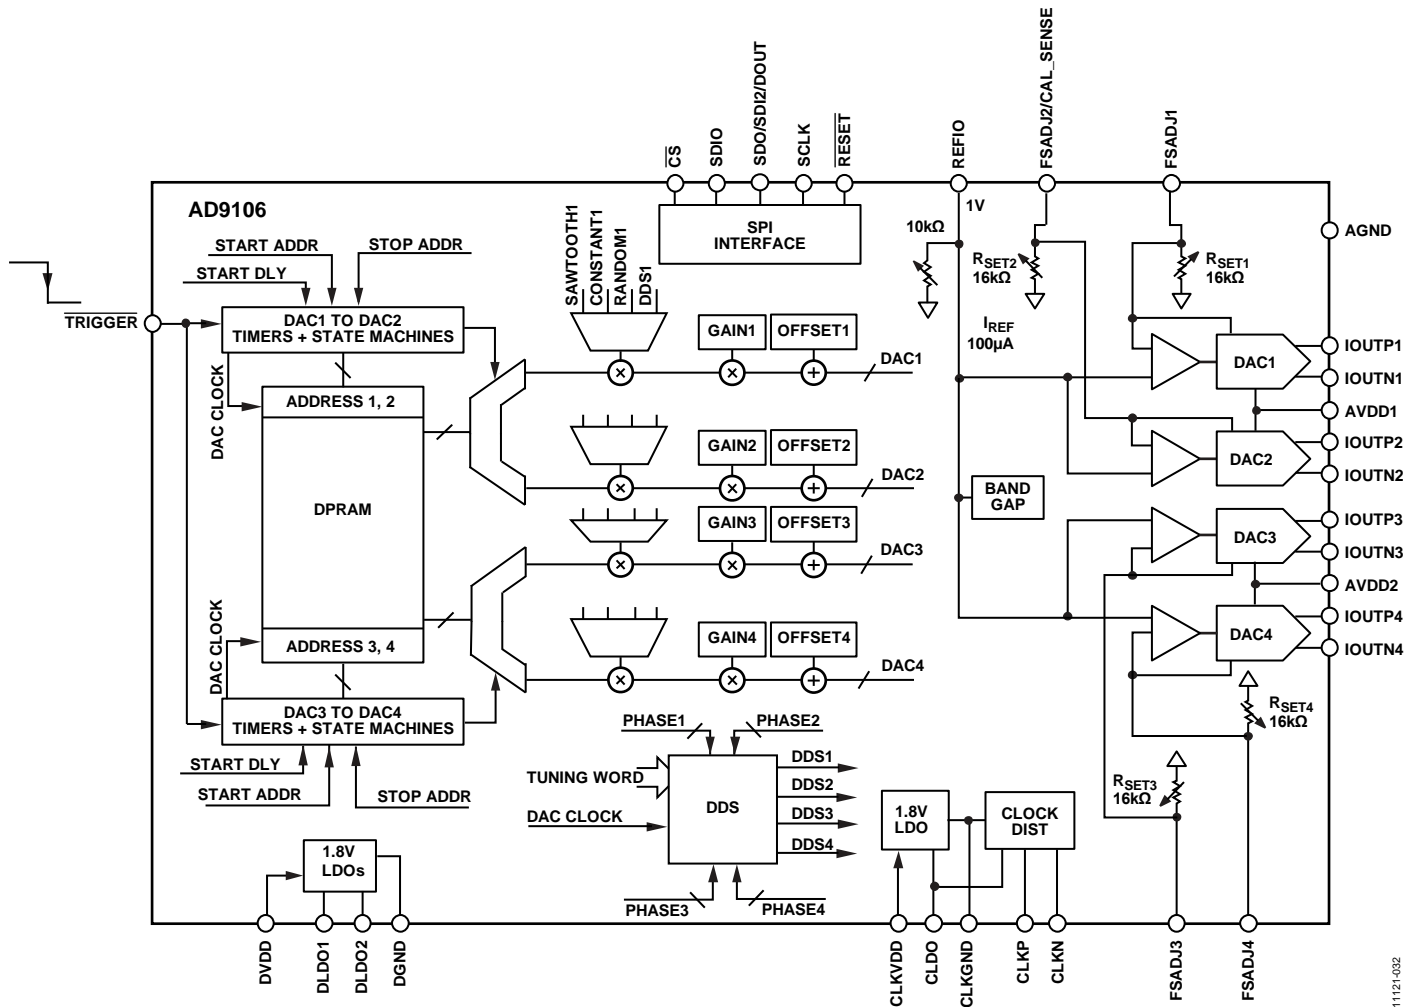 CS
SDIO
SDO/SDI2/DOUT
SCLK
RESET
REFIO
FSADJ2/CAL_SENSE
FSADJ1
AD9106
START ADDR
STOP ADDR
START DLY
TRIGGER
DAC1 TO DAC2
TIMERS + STATE MACHINES
DAC CLOCK
ADDRESS 1, 2
DPRAM
ADDRESS 3, 4
DAC CLOCK
DAC3 TO DAC4
TIMERS + STATE MACHINES
START DLY
START ADDR
STOP ADDR
SAWTOOTH1
CONSTANT1
RANDOM1
DDS1
SPI
INTERFACE
GAIN1
OFFSET1
DAC1
GAIN2
OFFSET2
DAC2
GAIN3
OFFSET3
DAC3
GAIN4
OFFSET4
DAC4
1V
10kΩ
IREF
100µA
RSET2
16kΩ
RSET1
16kΩ
BAND
GAP
DAC1
DAC2
DAC3
DAC4
AGND
IOUTP1
IOUTN1
AVDD1
IOUTP2
IOUTN2
IOUTP3
IOUTN3
AVDD2
IOUTP4
IOUTN4
RSET4
16kΩ
RSET3
16kΩ
PHASE1
PHASE2
TUNING WORD
DAC CLOCK
DDS
DDS1
DDS2
DDS3
DDS4
PHASE3
PHASE4
1.8V
LDO
CLOCK
DIST
1.8V
LDOs
DVDD
DLDO1
DLDO2
DGND
CLKVDD
CLDO
CLKGND
CLKP
CLKN
FSADJ3
FSADJ4
11121-032